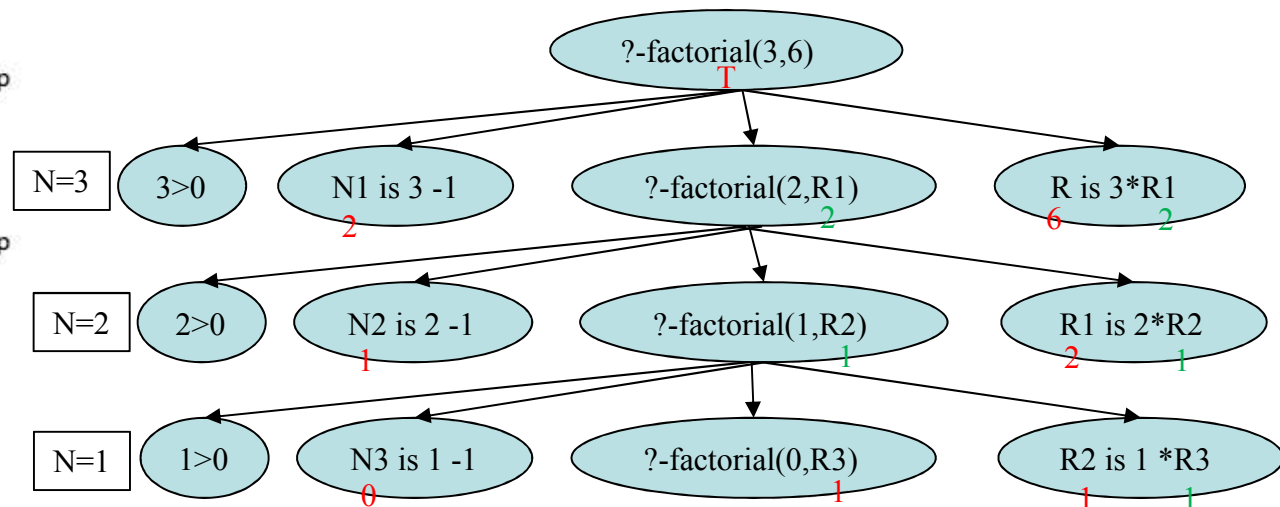 ?-factorial(3,6)
T
p
N=3
3>0
N1 is 3 -1
2
?-factorial(2,R1)
2
R is 3*R1
6
2
p
N=2
2>0
N2 is 2 -1
1
?-factorial(1,R2)
1
R1 is 2*R2
2
1
N=1
1>0
N3 is 1 -1
0
?-factorial(0,R3)
1
R2 is 1 *R3
1
1